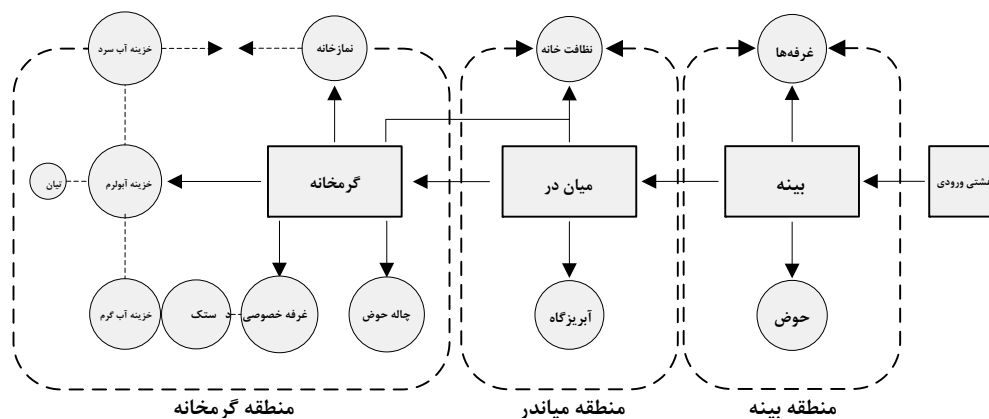 غرفه‌ها
نظافت خانه
نمازخانه
خزینه آب سرد
هشتی ورودی
بینه
میان در
گرمخانه
خزینه آبولرم
تیان
حوض
آبریزگاه
چاله حوض
غرفه خصوصی
د ستک
خزینه آب گرم
منطقه بینه
منطقه میاندر
منطقه گرمخانه